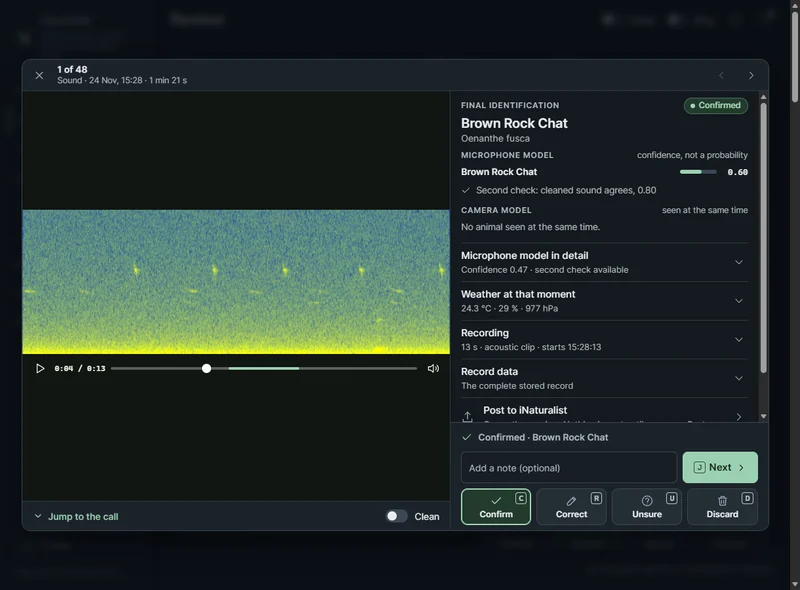 1 of 48
Sound · 24 Nov, 15:28 · 1 min 21 s
FINAL IDENTIFICATION
Confirmed
Brown Rock Chat
Oenanthe fusca
MICROPHONE MODEL
confidence, not a probability
Brown Rock Chat
0.60
Second check: cleaned sound agrees, 0.80
CAMERA MODEL
seen at the same time
No animal seen at the same time.
Microphone model in detail
Confidence 0.47 · second check available
Weather at that moment
24.3 °C · 29 % · 977 hPa
Recording
13 s · acoustic clip · starts 15:28:13
Record data
The complete stored record
Post to iNaturalist
0:04 / 0:13
Confirmed · Brown Rock Chat
Add a note (optional)
J Next
C
Confirm
R
Correct
U
Unsure
D
Discard
Jump to the call
Clean